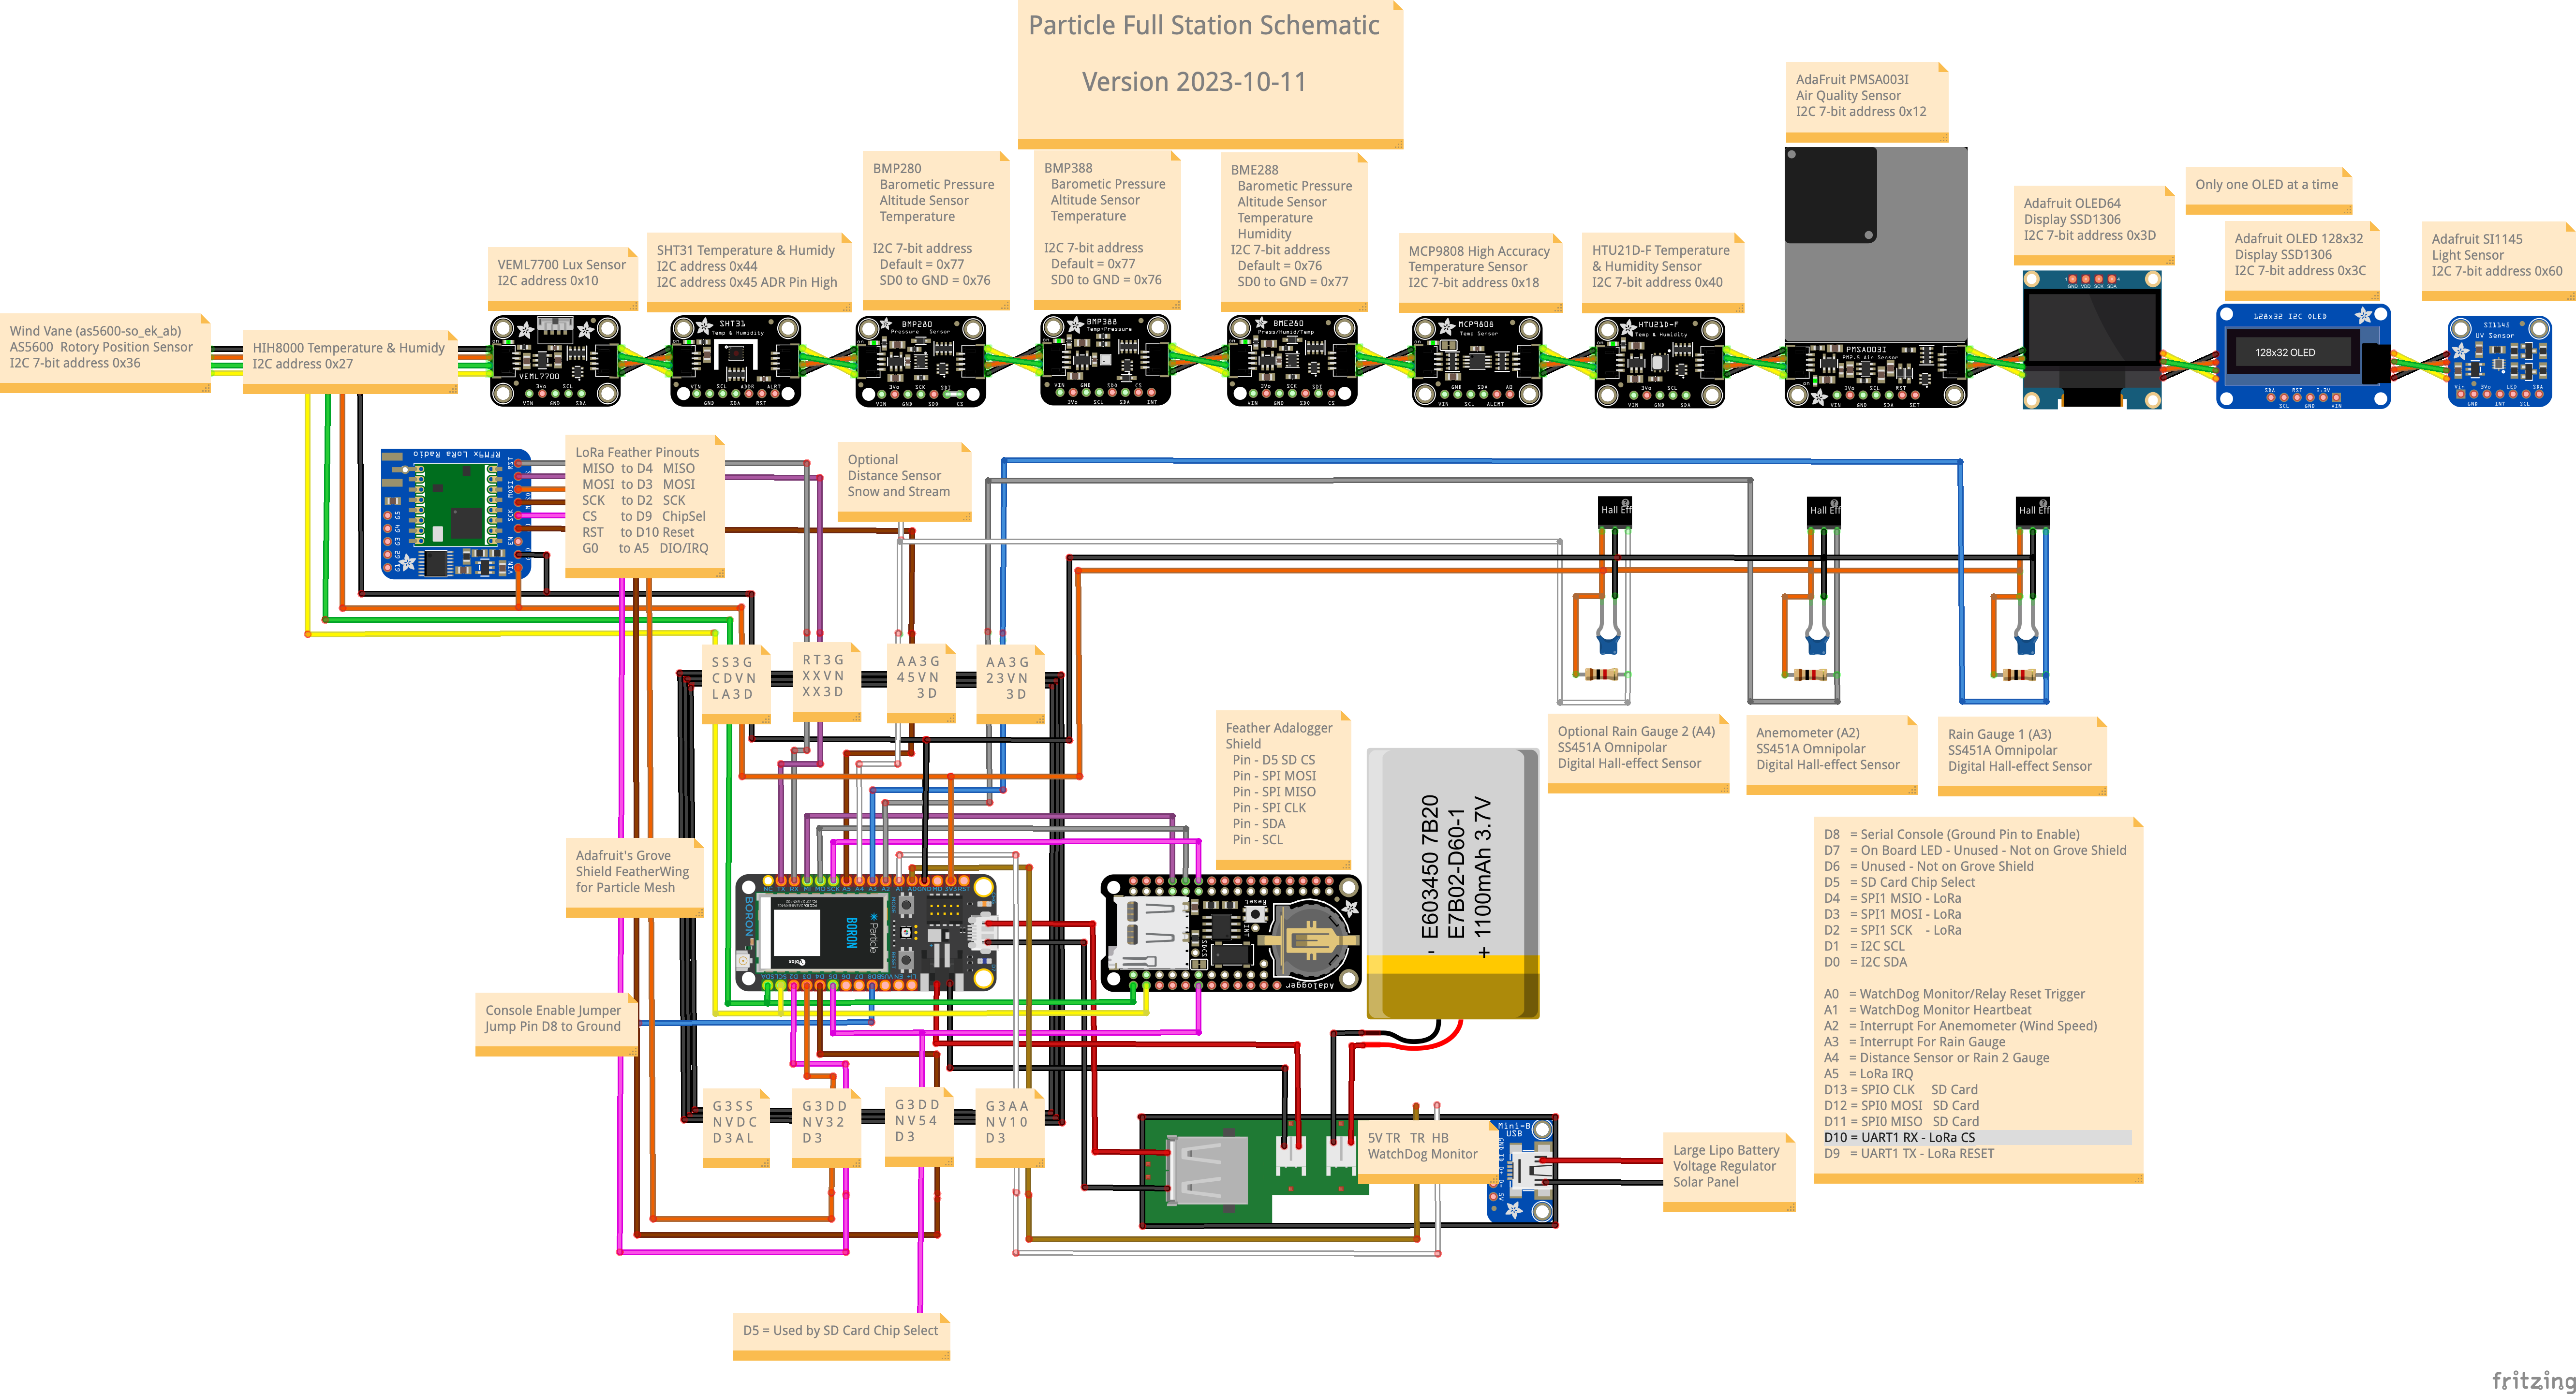 Particle Full Station Schematic
Version 2023-10-11
AdaFruit PMSA003I
Air Quality Sensor
I2C 7-bit address 0x12
BMP280
Barometic Pressure
Altitude Sensor
Temperature
I2C 7-bit address
Default = 0x77
SD0 to GND = 0x76
BMP388
Barometic Pressure
Altitude Sensor
Temperature
I2C 7-bit address
Default = 0x77
SD0 to GND = 0x76
BME288
Barometic Pressure
Altitude Sensor
Temperature
Humidity
I2C 7-bit address
Default = 0x76
SD0 to GND = 0x77
Only one OLED at a time
Adafruit OLED64
Display SSD1306
I2C 7-bit address 0x3D
Adafruit OLED 128x32
Display SSD1306
I2C 7-bit address 0x3C
Adafruit SI1145
Light Sensor
I2C 7-bit address 0x60
VEML7700 Lux Sensor
I2C address 0x10
SHT31 Temperature & Humidy
I2C address 0x44
I2C address 0x45 ADR Pin High
MCP9808 High Accuracy
Temperature Sensor
I2C 7-bit address 0x18
HTU21D-F Temperature
& Humidity Sensor
I2C 7-bit address 0x40
Wind Vane (as5600-so_ek_ab)
AS5600  Rotory Position Sensor
I2C 7-bit address 0x36
HIH8000 Temperature & Humidy
I2C address 0x27
VEML7700
SHT31
Temp & Humidity
BMP280
Pressure Sensor
BMP388
Temp+Pressure
BME280
Press/Humid/Temp
MCP9808
Temp Sensor
HTU21D-F
PMSA003I
PM2.5 Air Sensor
128x32 I2C OLED
128x32 OLED
SI1145
UV Sensor
RFM9x LoRa Radio
LoRa Feather Pinouts
MISO to D4 MISO
MOSI to D3 MOSI
SCK to D2 SCK
CS to D9 ChipSel
RST to D10 Reset
G0 to A5 DIO/IRQ
Optional
Distance Sensor
Snow and Stream
Hall Eff
Hall Eff
Hall Eff
S S 3 G
C D V N
L A 3 D
R T 3 G
X X V N
X X 3 D
A A 3 G
4 5 V N
3 D
A A 3 G
2 3 V N
3 D
Feather Adalogger
Shield
Pin - D5 SD CS
Pin - SPI MOSI
Pin - SPI MISO
Pin - SPI CLK
Pin - SDA
Pin - SCL
Optional Rain Gauge 2 (A4)
SS451A Omnipolar
Digital Hall-effect Sensor
Anemometer (A2)
SS451A Omnipolar
Digital Hall-effect Sensor
Rain Gauge 1 (A3)
SS451A Omnipolar
Digital Hall-effect Sensor
- E603450 7B20
E7B02-D60-1
+ 1100mAh 3.7V
Adafruit's Grove
Shield FeatherWing
for Particle Mesh
BORON
BORON
Particle
Adalogger
Console Enable Jumper
Jump Pin D8 to Ground
D8 = Serial Console (Ground Pin to Enable)
D7 = On Board LED - Unused - Not on Grove Shield
D6 = Unused - Not on Grove Shield
D5 = SD Card Chip Select
D4 = SPI1 MSIO - LoRa
D3 = SPI1 MOSI - LoRa
D2 = SPI1 SCK - LoRa
D1 = I2C SCL
D0 = I2C SDA
A0 = WatchDog Monitor/Relay Reset Trigger
A1 = WatchDog Monitor Heartbeat
A2 = Interrupt For Anemometer (Wind Speed)
A3 = Interrupt For Rain Gauge
A4 = Distance Sensor or Rain 2 Gauge
A5 = LoRa IRQ
D13 = SPIO CLK SD Card
D12 = SPI0 MOSI SD Card
D11 = SPI0 MISO SD Card
D10 = UART1 RX - LoRa CS
D9 = UART1 TX - LoRa RESET
G 3 S S
N V D C
D 3 A L
G 3 D D
N V 3 2
D 3
G 3 D D
N V 5 4
D 3
G 3 A A
N V 1 0
D 3
5V TR TR HB
WatchDog Monitor
Mini-B
USB
Large Lipo Battery
Voltage Regulator
Solar Panel
D5 = Used by SD Card Chip Select
fritzing